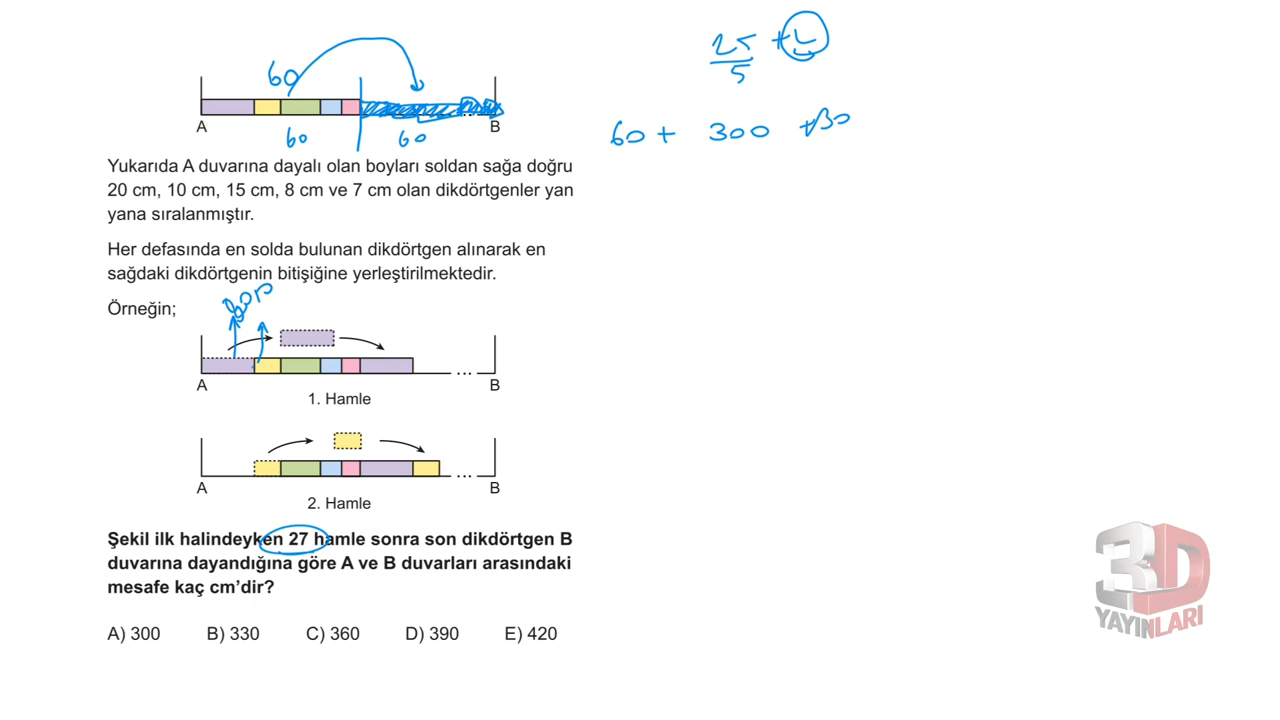 25 + 2
5
60 + 300 + 30
60
A
60
60
B
Yukarıda A duvarına dayalı olan boyları soldan sağa doğru
20 cm, 10 cm, 15 cm, 8 cm ve 7 cm olan dikdörtgenler yan
yana sıralanmıştır.
Her defasında en solda bulunan dikdörtgen alınarak en
sağdaki dikdörtgenin bitişiğine yerleştirilmektedir.
Örneğin;
...
A
B
1. Hamle
...
A
B
2. Hamle
Şekil ilk halindeyken 27 hamle sonra son dikdörtgen B
duvarına dayandığına göre A ve B duvarları arasındaki
mesafe kaç cm’dir?
A) 300 B) 330 C) 360 D) 390 E) 420
3D
YAYINLARI